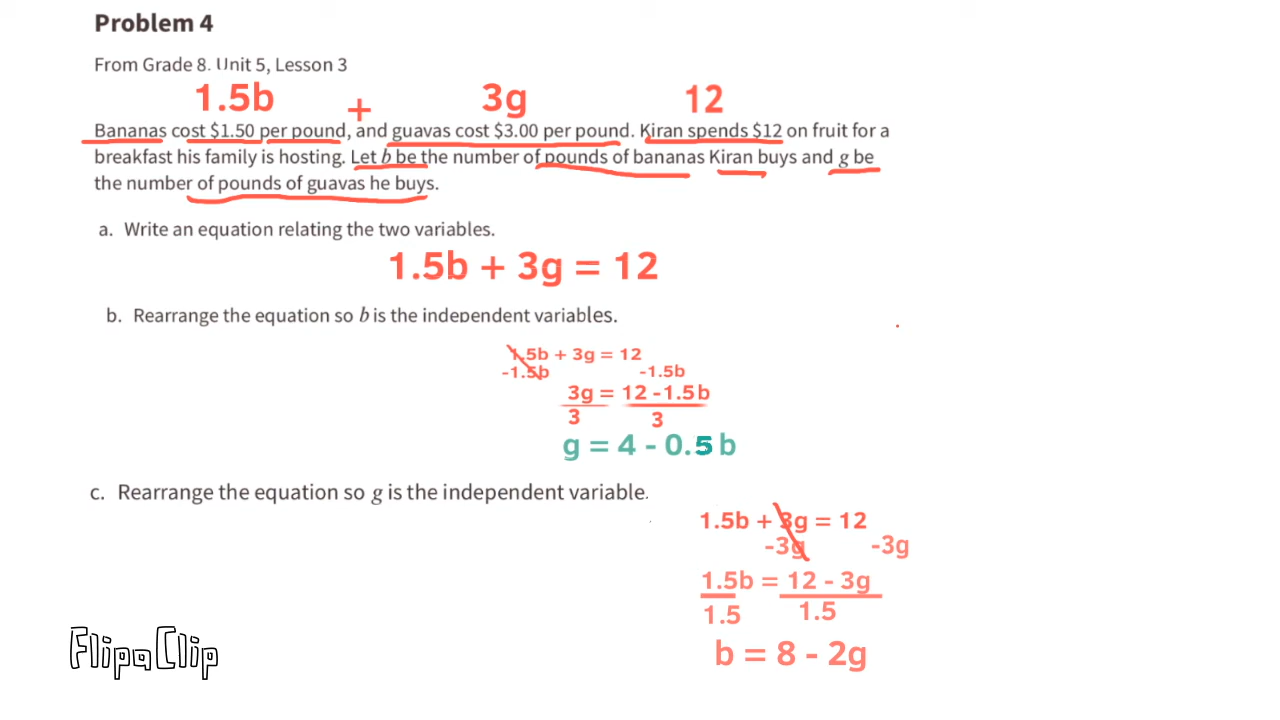 Problem 4
From Grade 8. Unit 5, Lesson 3
1.5b + 3g 12
Bananas cost $1.50 per pound, and guavas cost $3.00 per pound. Kiran spends $12 on fruit for a
breakfast his family is hosting. Let b be the number of pounds of bananas Kiran buys and g be
the number of pounds of guavas he buys.
a. Write an equation relating the two variables.
1.5b + 3g = 12
b. Rearrange the equation so b is the independent variables.
1.5b + 3g = 12
-1.5b -1.5b
3g = 12 -1.5b
3 3
g = 4 - 0.5b
c. Rearrange the equation so g is the independent variable.
1.5b + 3g = 12
-3g -3g
1.5b = 12 - 3g
1.5 1.5
b = 8 - 2g
FlipaClip